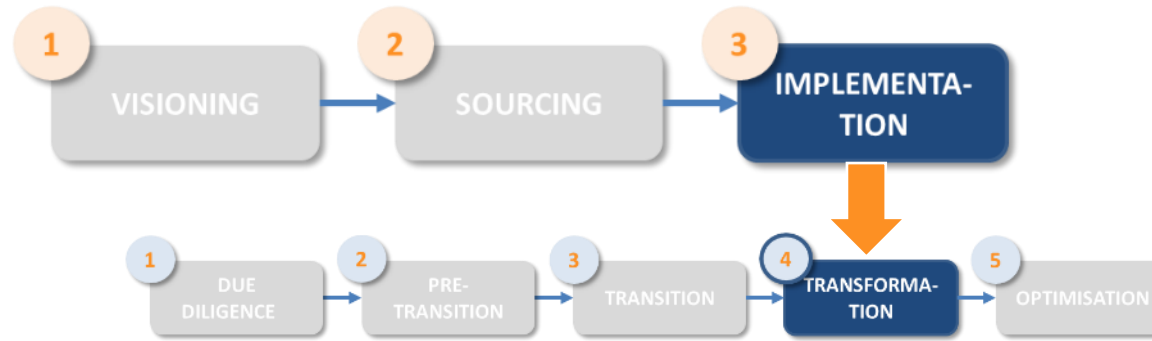 1
VISIONING
2
SOURCING
3
IMPLEMENTA-
TION
1
DUE
DILIGENCE
2
PRE-
TRANSITION
3
TRANSITION
4
TRANSFORMA-
TION
5
OPTIMISATION